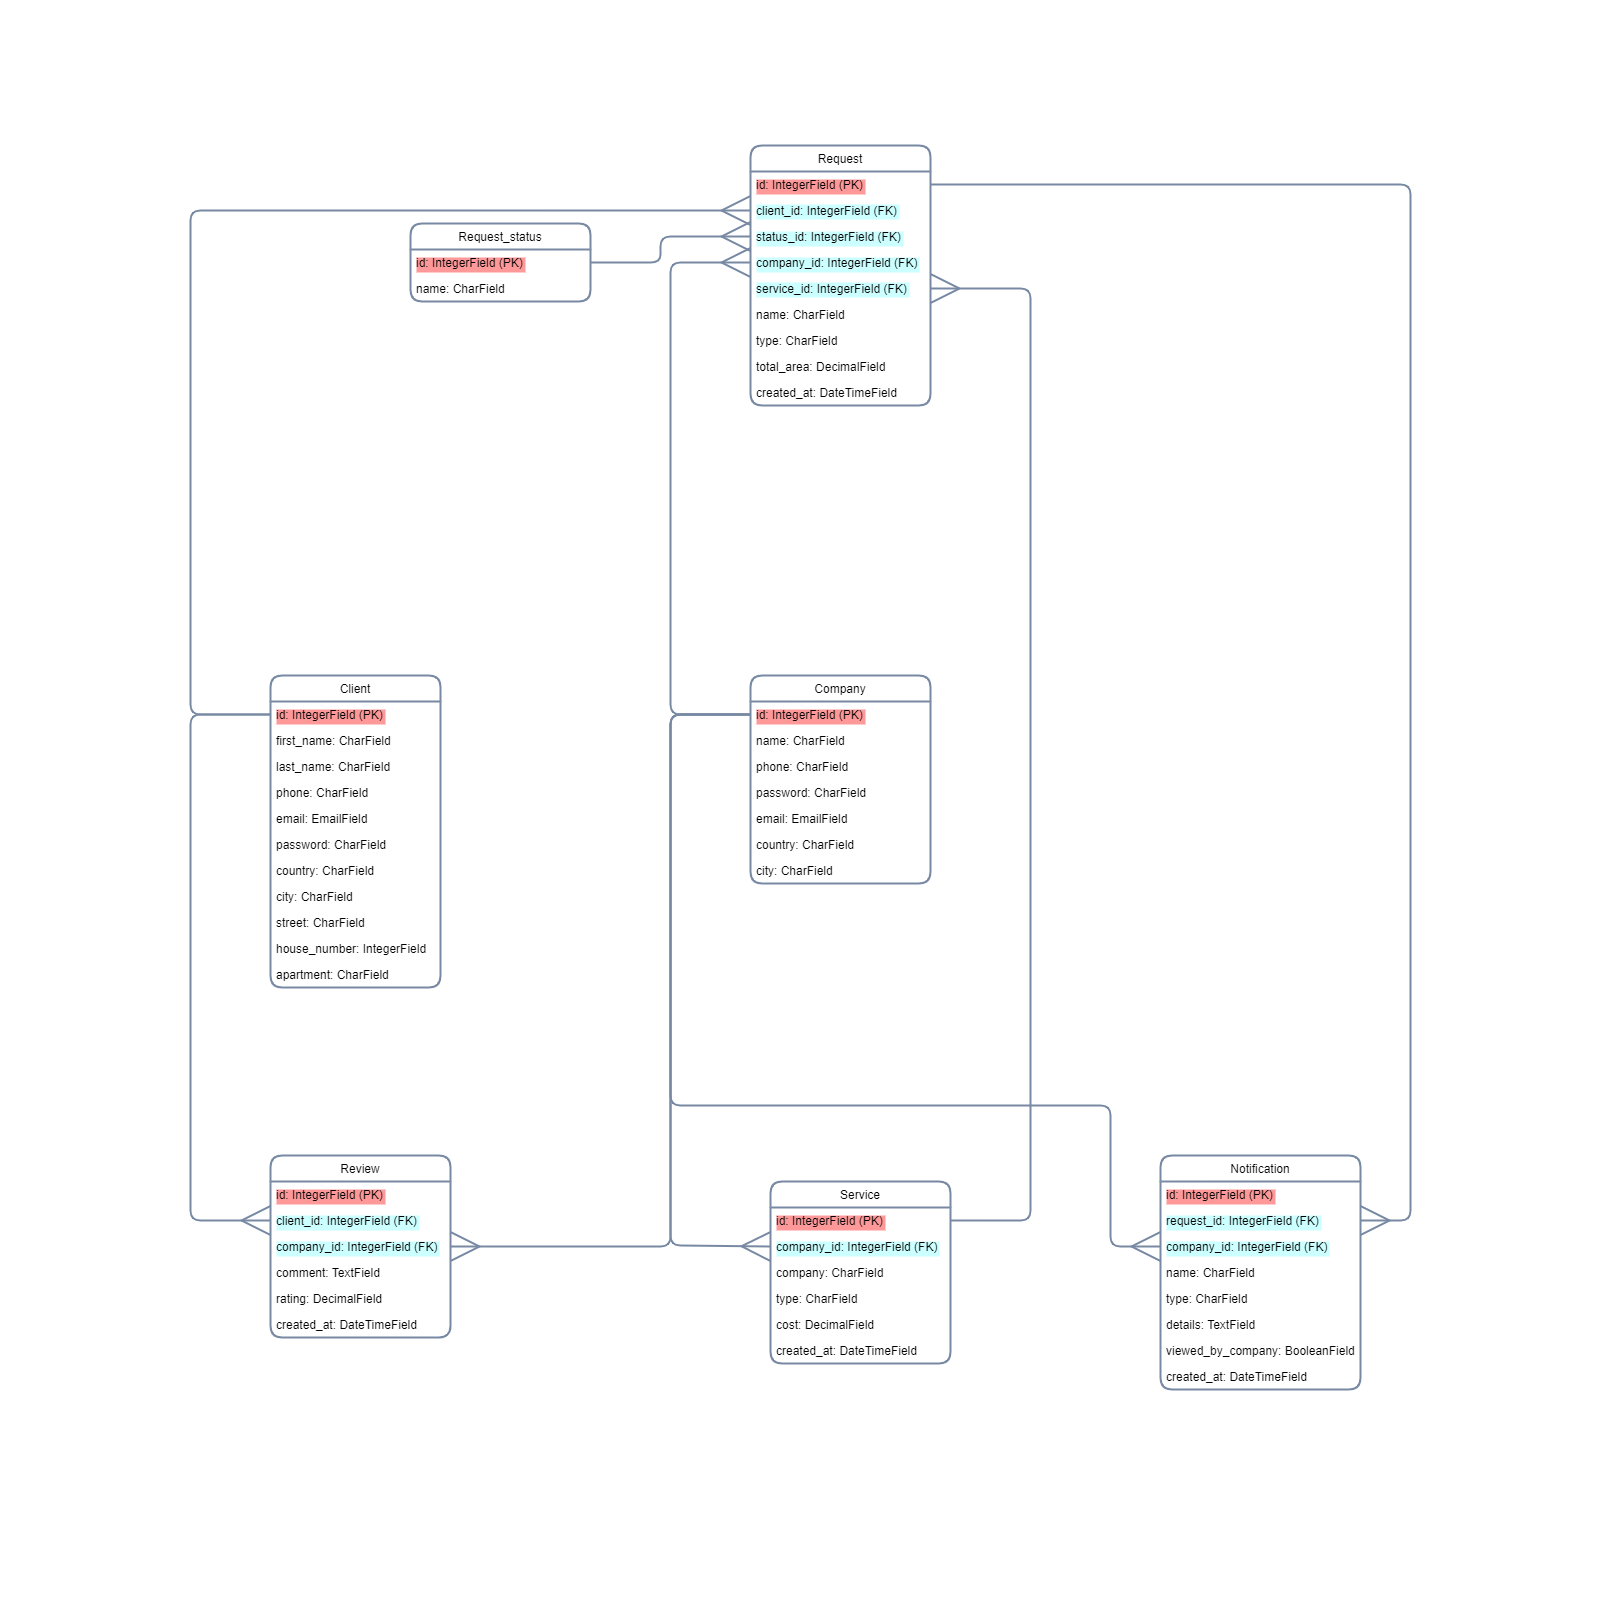 Request
id: IntegerField (PK)
client_id: IntegerField (FK)
status_id: IntegerField (FK)
company_id: IntegerField (FK)
service_id: IntegerField (FK)
name: CharField
type: CharField
total_area: DecimalField
created_at: DateTimeField
Request_status
id: IntegerField (PK)
name: CharField
Client
id: IntegerField (PK)
first_name: CharField
last_name: CharField
phone: CharField
email: EmailField
password: CharField
country: CharField
city: CharField
street: CharField
house_number: IntegerField
apartment: CharField
Company
id: IntegerField (PK)
name: CharField
phone: CharField
password: CharField
email: EmailField
country: CharField
city: CharField
Review
id: IntegerField (PK)
client_id: IntegerField (FK)
company_id: IntegerField (FK)
comment: TextField
rating: DecimalField
created_at: DateTimeField
Service
id: IntegerField (PK)
company_id: IntegerField (FK)
company: CharField
type: CharField
cost: DecimalField
created_at: DateTimeField
Notification
id: IntegerField (PK)
request_id: IntegerField (FK)
company_id: IntegerField (FK)
name: CharField
type: CharField
details: TextField
viewed_by_company: BooleanField
created_at: DateTimeField